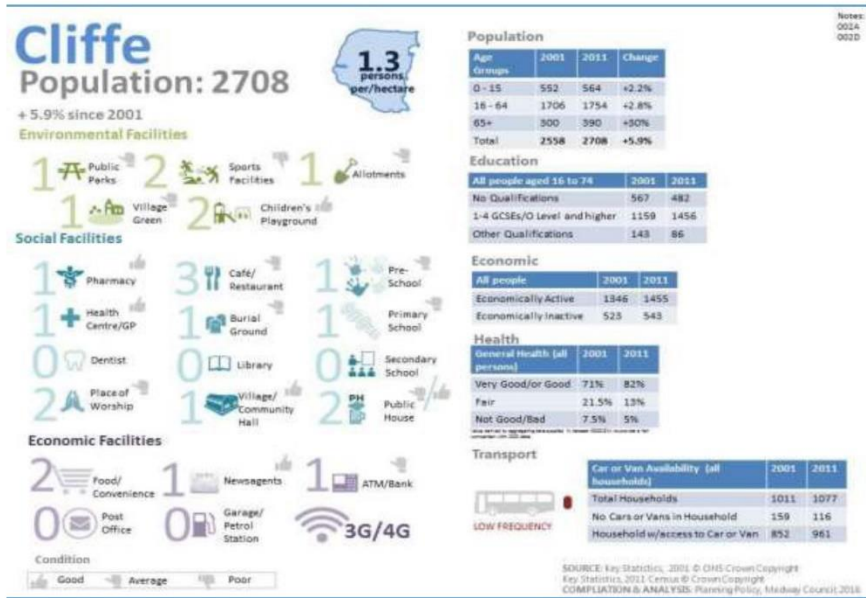 Notes:
002A
002D
Cliffe
Population: 2708
+ 5.9% since 2001
1.3
persons
per/hectare
Environmental Facilities
1 Public Parks
2 Sports Facilities
1 Allotments
1 Village Green
2 Children's Playground
Social Facilities
1 Pharmacy
3 Café/ Restaurant
1 Pre-School
1 Health Centre/GP
1 Burial Ground
1 Primary School
0 Dentist
0 Library
0 Secondary School
2 Place of Worship
1 Village/ Community Hall
2 PH Public House
Economic Facilities
2 Food/ Convenience
1 Newsagents
1 ATM/Bank
0 Post Office
0 Garage/ Petrol Station
3G/4G
Condition
Good Average Poor
Population
Age Groups 2001 2011 Change
0 - 15 552 564 +2.2%
16 - 64 1706 1754 +2.8%
65+ 300 390 +30%
Total 2558 2708 +5.9%
Education
All people aged 16 to 74 2001 2011
No Qualifications 567 482
1-4 GCSEs/O Level and higher 1159 1456
Other Qualifications 143 86
Economic
All people 2001 2011
Economically Active 1346 1455
Economically Inactive 523 543
Health
General Health (all persons) 2001 2011
Very Good/or Good 71% 82%
Fair 21.5% 13%
Not Good/Bad 7.5% 5%
Transport
LOW FREQUENCY
Car or Van Availability (all households) 2001 2011
Total Households 1011 1077
No Cars or Vans in Household 159 116
Household w/access to Car or Van 852 961
SOURCE: Key Statistics, 2001 © ONS Crown Copyright
Key Statistics, 2011 Census © Crown Copyright
COMPLIATION & ANALYSIS: Planning Policy, Medway Council 2016